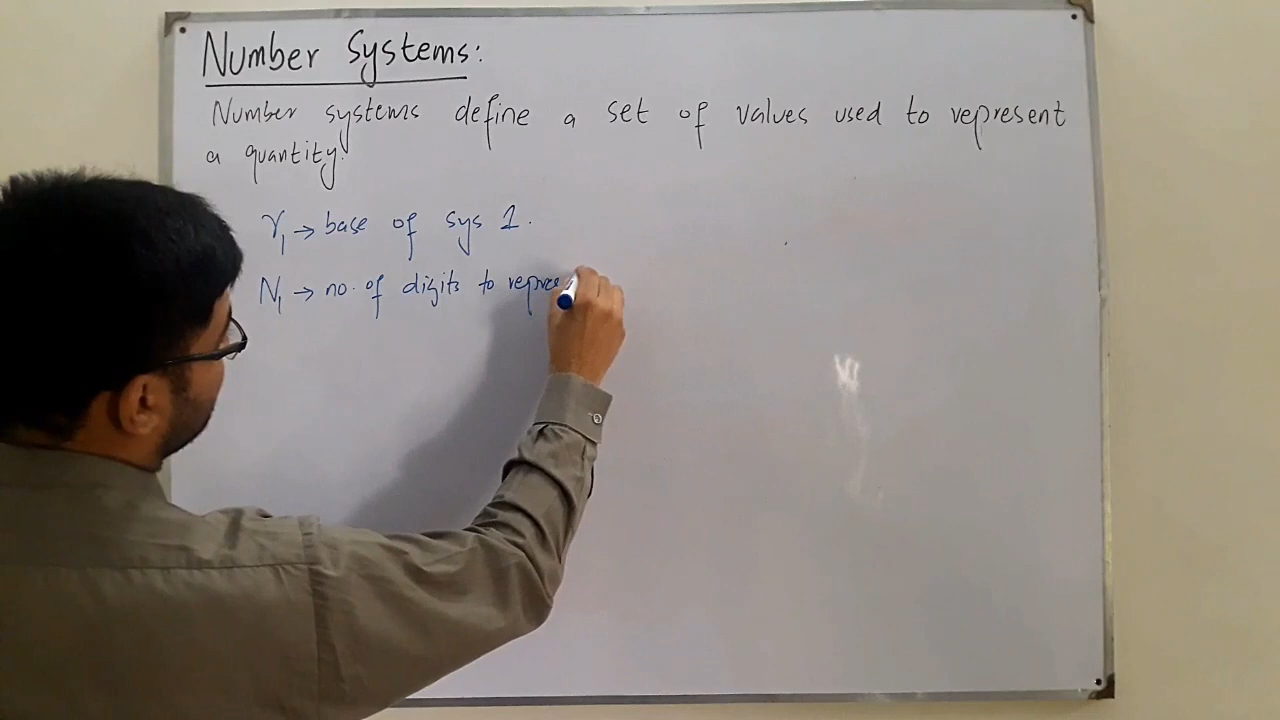 Number Systems:
Number systems define a set of values used to represent
a quantity.
r₁ → base of sys 1.
N₁ → no. of digits to repre